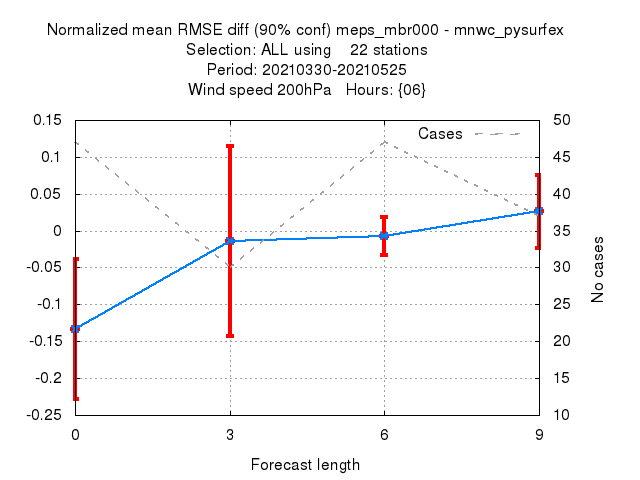 Normalized mean RMSE diff (90% conf) meps_mbr000 - mnwc_pysurfex
Selection: ALL using    22 stations
Period: 20210330-20210525
Wind speed 200hPa   Hours: {06}
Cases
0.15
0.1
0.05
0
-0.05
-0.1
-0.15
-0.2
-0.25
50
45
40
35
30
25
20
15
10
No cases
0 3 6 9
Forecast length